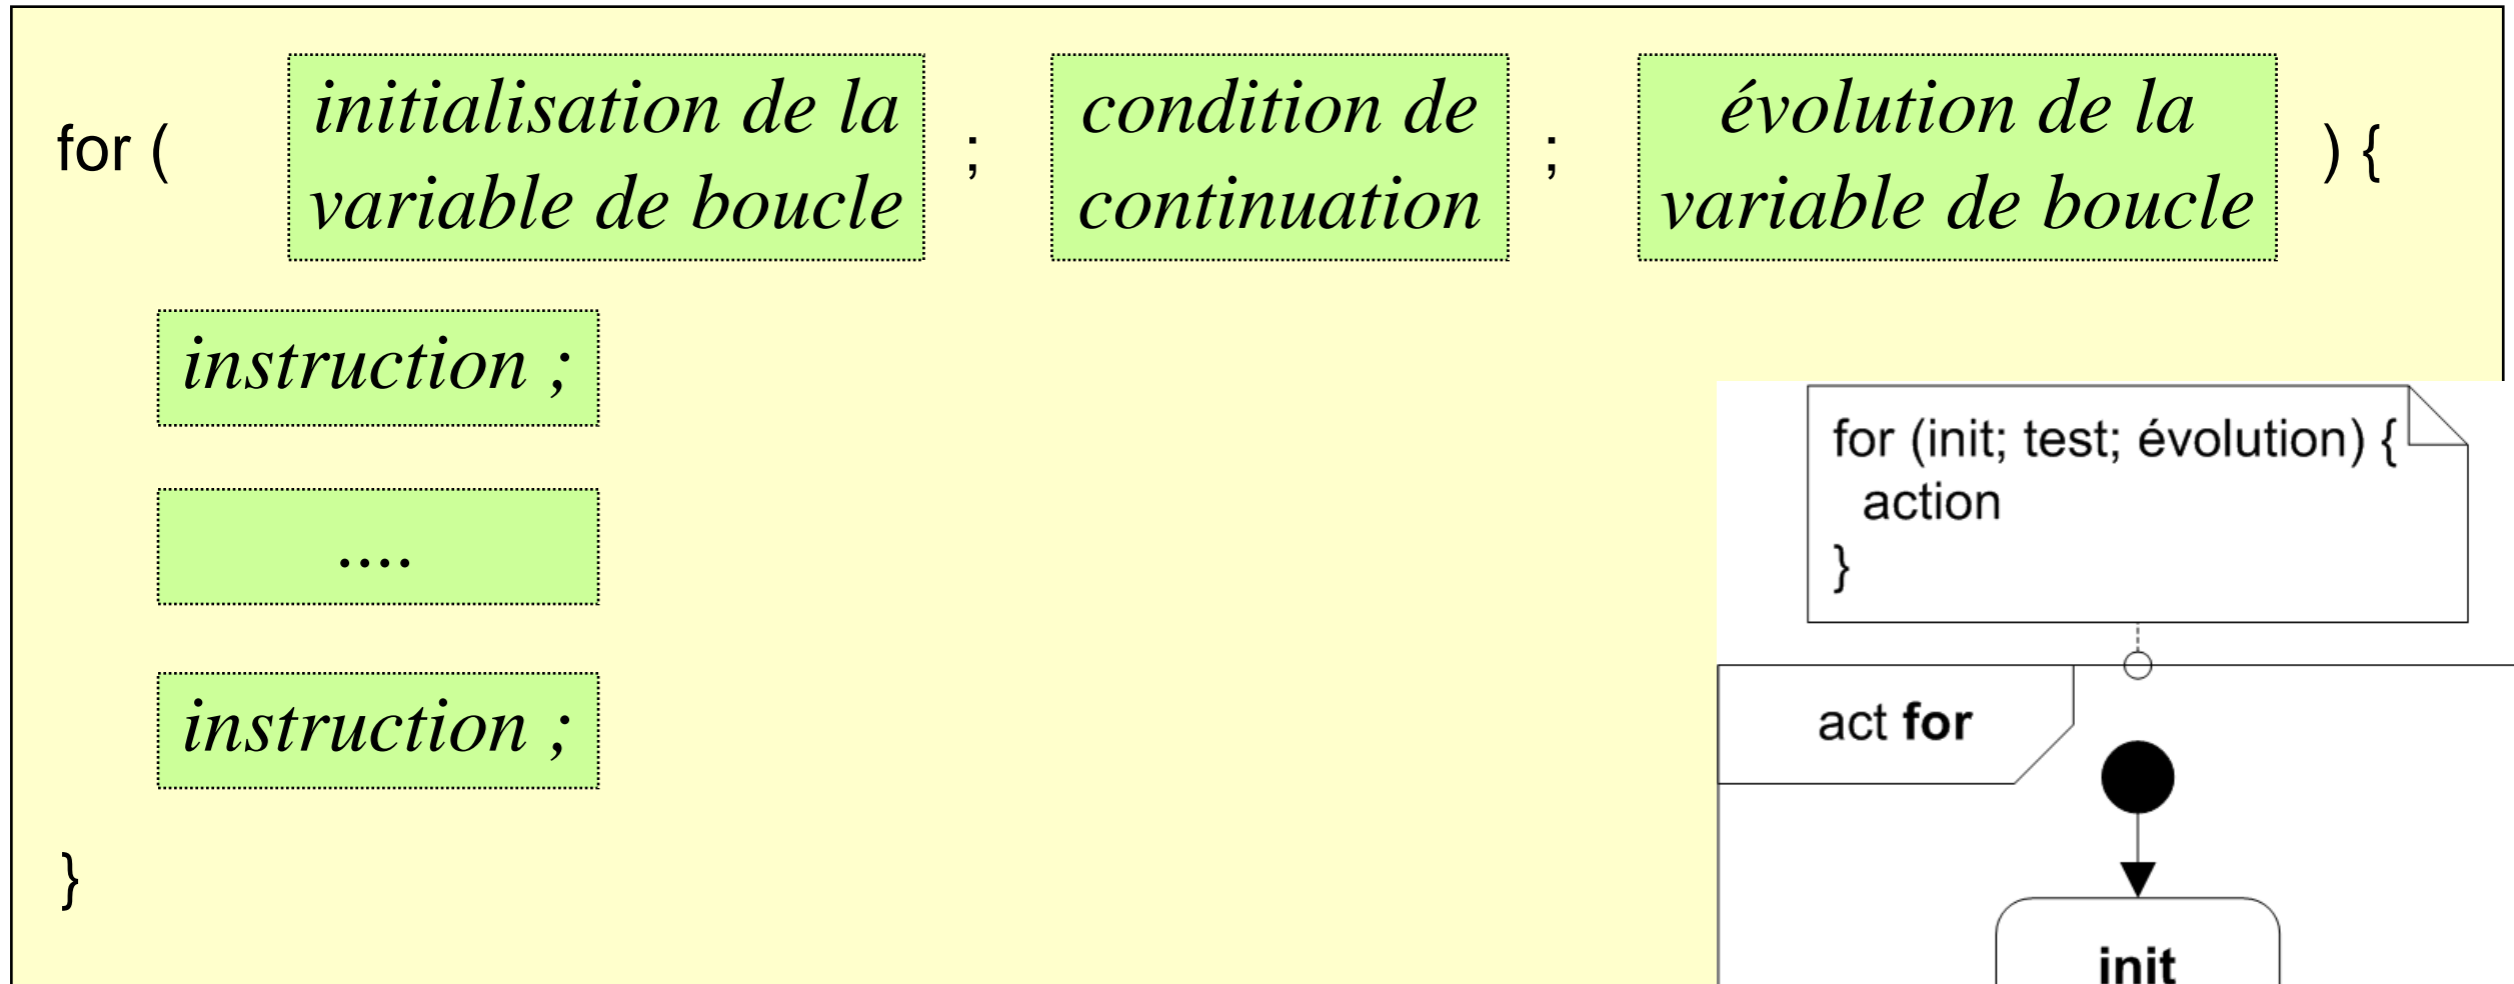 for ( initialisation de la variable de boucle ; condition de continuation ; évolution de la variable de boucle ) {
instruction ;
....
instruction ;
}
for (init; test; évolution) {
action
}
act for
init